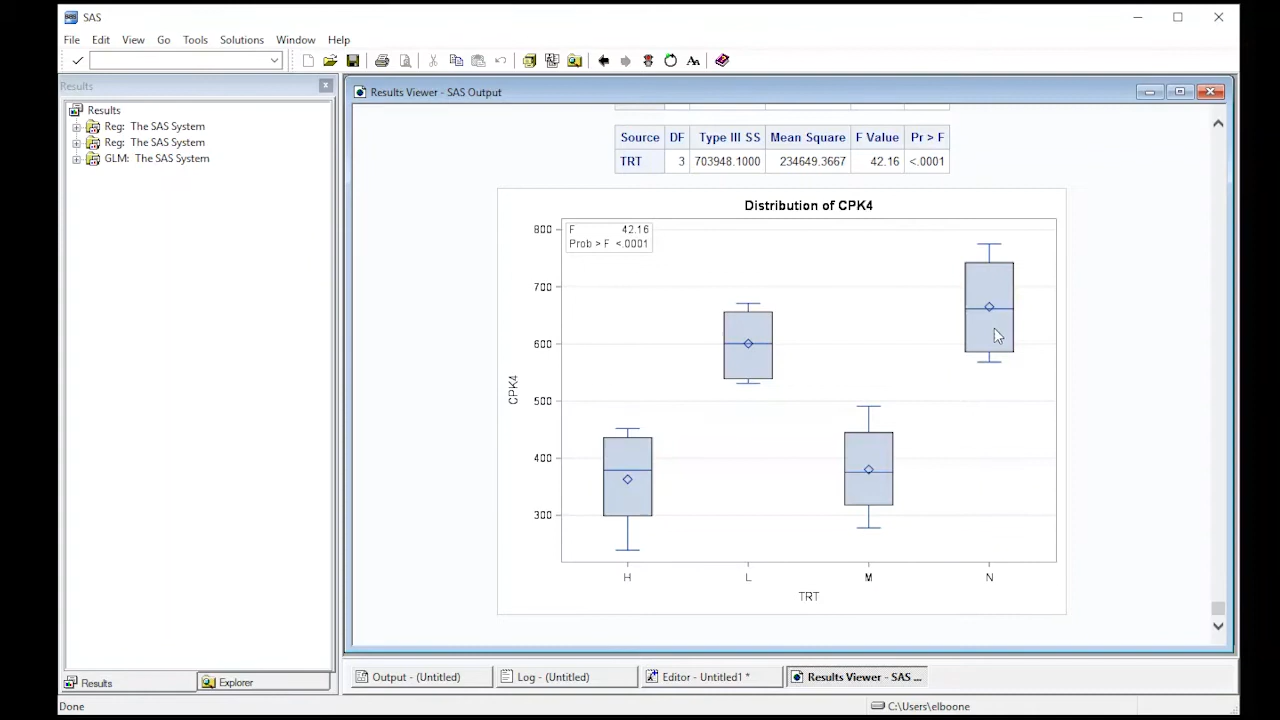 SAS
File Edit View Go Tools Solutions Window Help
Results
Results Viewer - SAS Output
Results
Reg: The SAS System
Reg: The SAS System
GLM: The SAS System
Source DF Type III SS Mean Square F Value Pr > F
TRT 3 703948.1000 234649.3667 42.16 <.0001
Distribution of CPK4
F 42.16
Prob > F <.0001
800
700
600
500
400
300
CPK4
H L M N
TRT
Results Explorer
Output - (Untitled) Log - (Untitled) Editor - Untitled1 * Results Viewer - SAS ...
Done C:\Users\elboone